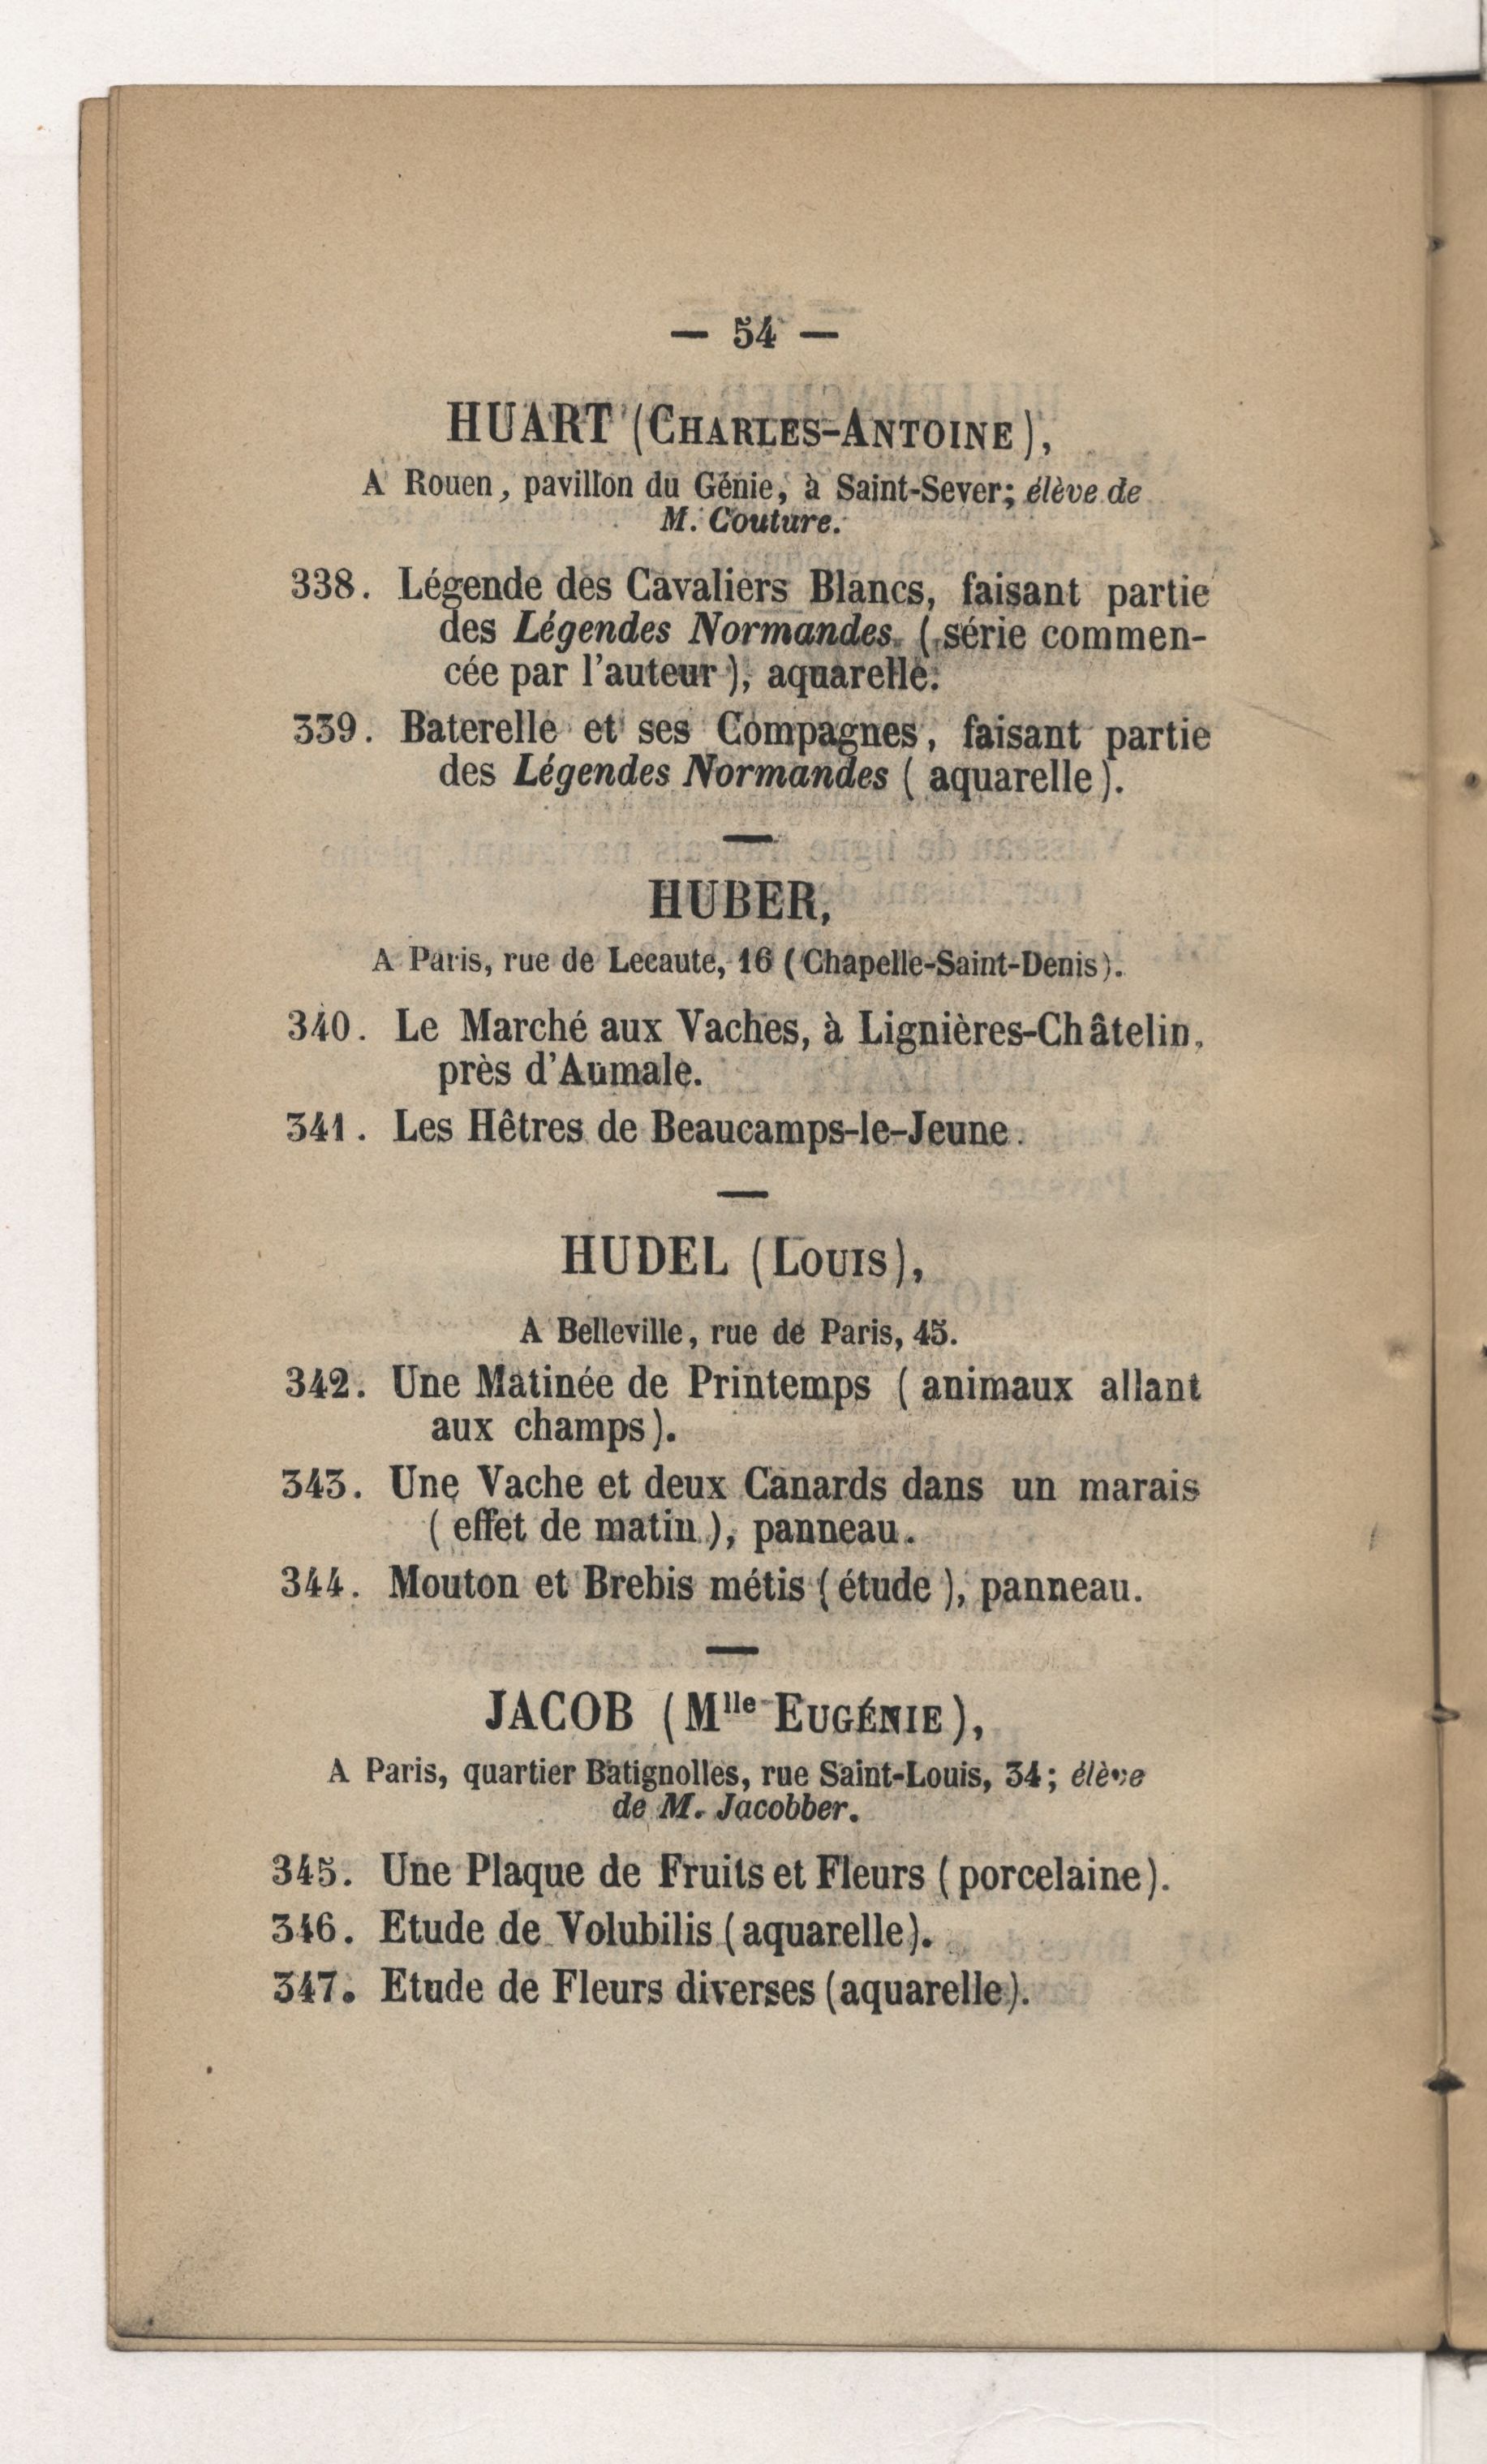 — 54 —
HUART (CHARLES-ANTOINE),
A Rouen, pavillon du Génie, à Saint-Sever; élève de
M. Couture.
338. Légende des Cavaliers Blancs, faisant partie
des Légendes Normandes (série commen-
cée par l'auteur), aquarelle.
339. Baterelle et ses Compagnes, faisant partie
des Légendes Normandes (aquarelle).
—
HUBER,
A Paris, rue de Lecaute, 16 (Chapelle-Saint-Denis).
340. Le Marché aux Vaches, à Lignières-Châtelin,
près d'Aumale.
341. Les Hêtres de Beaucamps-le-Jeune.
—
HUDEL (LOUIS),
A Belleville, rue de Paris, 45.
342. Une Matinée de Printemps (animaux allant
aux champs).
343. Une Vache et deux Canards dans un marais
(effet de matin), panneau.
344. Mouton et Brebis métis (étude), panneau.
—
JACOB (Mlle EUGÉNIE),
A Paris, quartier Batignolles, rue Saint-Louis, 34; élève
de M. Jacobber.
345. Une Plaque de Fruits et Fleurs (porcelaine).
346. Etude de Volubilis (aquarelle).
347. Etude de Fleurs diverses (aquarelle).